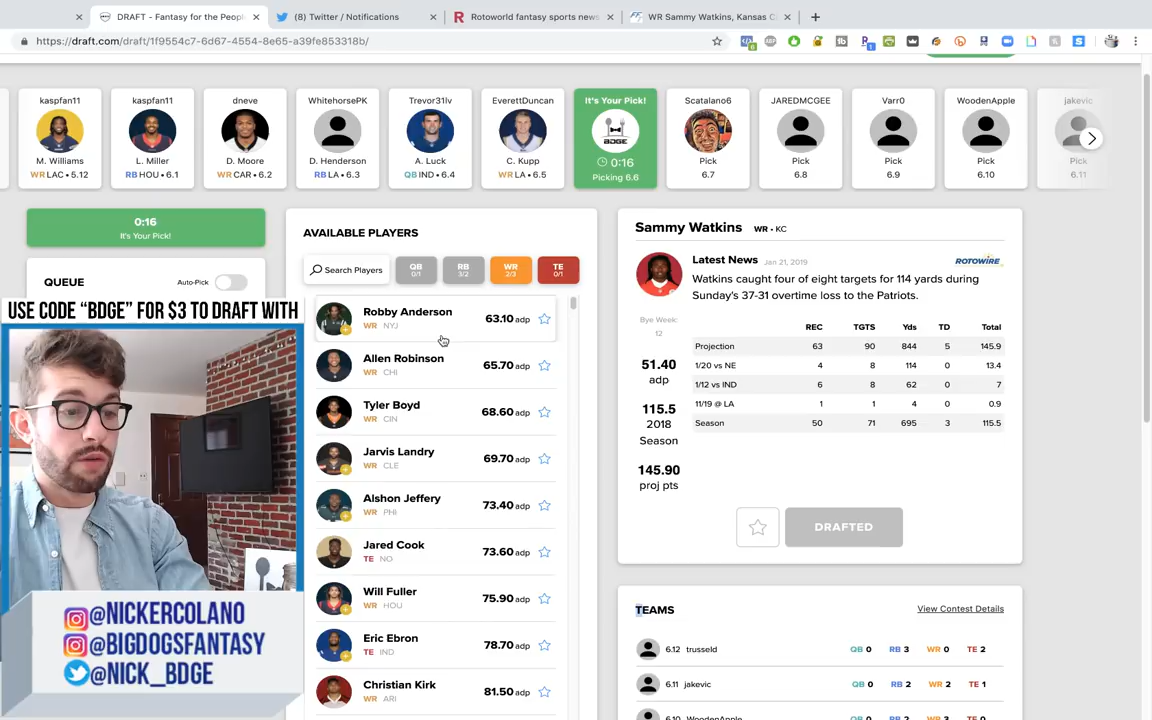 DRAFT - Fantasy for the Peopl
(8) Twitter / Notifications
Rotoworld fantasy sports news
WR Sammy Watkins, Kansas C
https://draft.com/draft/1f9554c7-6d67-4554-8e65-a39fe853318b/
kaspfan11
M. Williams
WR LAC • 5.12
kaspfan11
L. Miller
RB HOU • 6.1
dneve
D. Moore
WR CAR • 6.2
WhitehorsePK
D. Henderson
RB LA • 6.3
Trevor31lv
A. Luck
QB IND • 6.4
EverettDuncan
C. Kupp
WR LA • 6.5
It's Your Pick!
BDGE
0:16
Picking 6.6
Scatalano6
Pick
6.7
JAREDMCGEE
Pick
6.8
Varr0
Pick
6.9
WoodenApple
Pick
6.10
jakevic
Pick
6.11
0:16
It's Your Pick!
QUEUE
Auto-Pick
USE CODE “BDGE” FOR $3 TO DRAFT WITH
@NICKERCOLANO
@BIGDOGSFANTASY
@NICK_BDGE
AVAILABLE PLAYERS
Search Players
QB
0/1
RB
3/2
WR
2/3
TE
0/1
Robby Anderson
WR NYJ
63.10 adp
Allen Robinson
WR CHI
65.70 adp
Tyler Boyd
WR CIN
68.60 adp
Jarvis Landry
WR CLE
69.70 adp
Alshon Jeffery
WR PHI
73.40 adp
Jared Cook
TE NO
73.60 adp
Will Fuller
WR HOU
75.90 adp
Eric Ebron
TE IND
78.70 adp
Christian Kirk
WR ARI
81.50 adp
Sammy Watkins WR • KC
Latest News Jan 21, 2019
ROTOWIRE
Watkins caught four of eight targets for 114 yards during
Sunday's 37-31 overtime loss to the Patriots.
Bye Week:
12
51.40
adp
115.5
2018
Season
145.90
proj pts
REC TGTS Yds TD Total
Projection 63 90 844 5 145.9
1/20 vs NE 4 8 114 0 13.4
1/12 vs IND 6 8 62 0 7
11/19 @ LA 1 1 4 0 0.9
Season 50 71 695 3 115.5
DRAFTED
TEAMS
View Contest Details
6.12 trusseld QB 0 RB 3 WR 0 TE 2
6.11 jakevic QB 0 RB 2 WR 2 TE 1
6.10 WoodenApple QB 0 RB 2 WR 3 TE 0